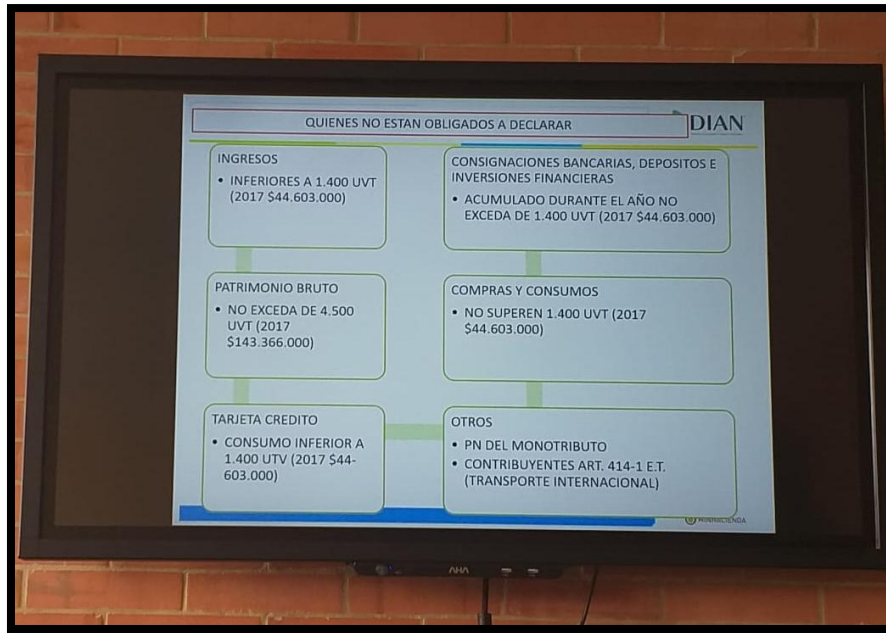 QUIENES NO ESTAN OBLIGADOS A DECLARAR
DIAN
INGRESOS
• INFERIORES A 1.400 UVT
(2017 $44.603.000)
CONSIGNACIONES BANCARIAS, DEPOSITOS E
INVERSIONES FINANCIERAS
• ACUMULADO DURANTE EL AÑO NO
EXCEDA DE 1.400 UVT (2017 $44.603.000)
PATRIMONIO BRUTO
• NO EXCEDA DE 4.500
UVT (2017
$143.366.000)
COMPRAS Y CONSUMOS
• NO SUPEREN 1.400 UVT (2017
$44.603.000)
TARJETA CREDITO
• CONSUMO INFERIOR A
1.400 UTV (2017 $44-
603.000)
OTROS
• PN DEL MONOTRIBUTO
• CONTRIBUYENTES ART. 414-1 E.T.
(TRANSPORTE INTERNACIONAL)
MINHACIENDA